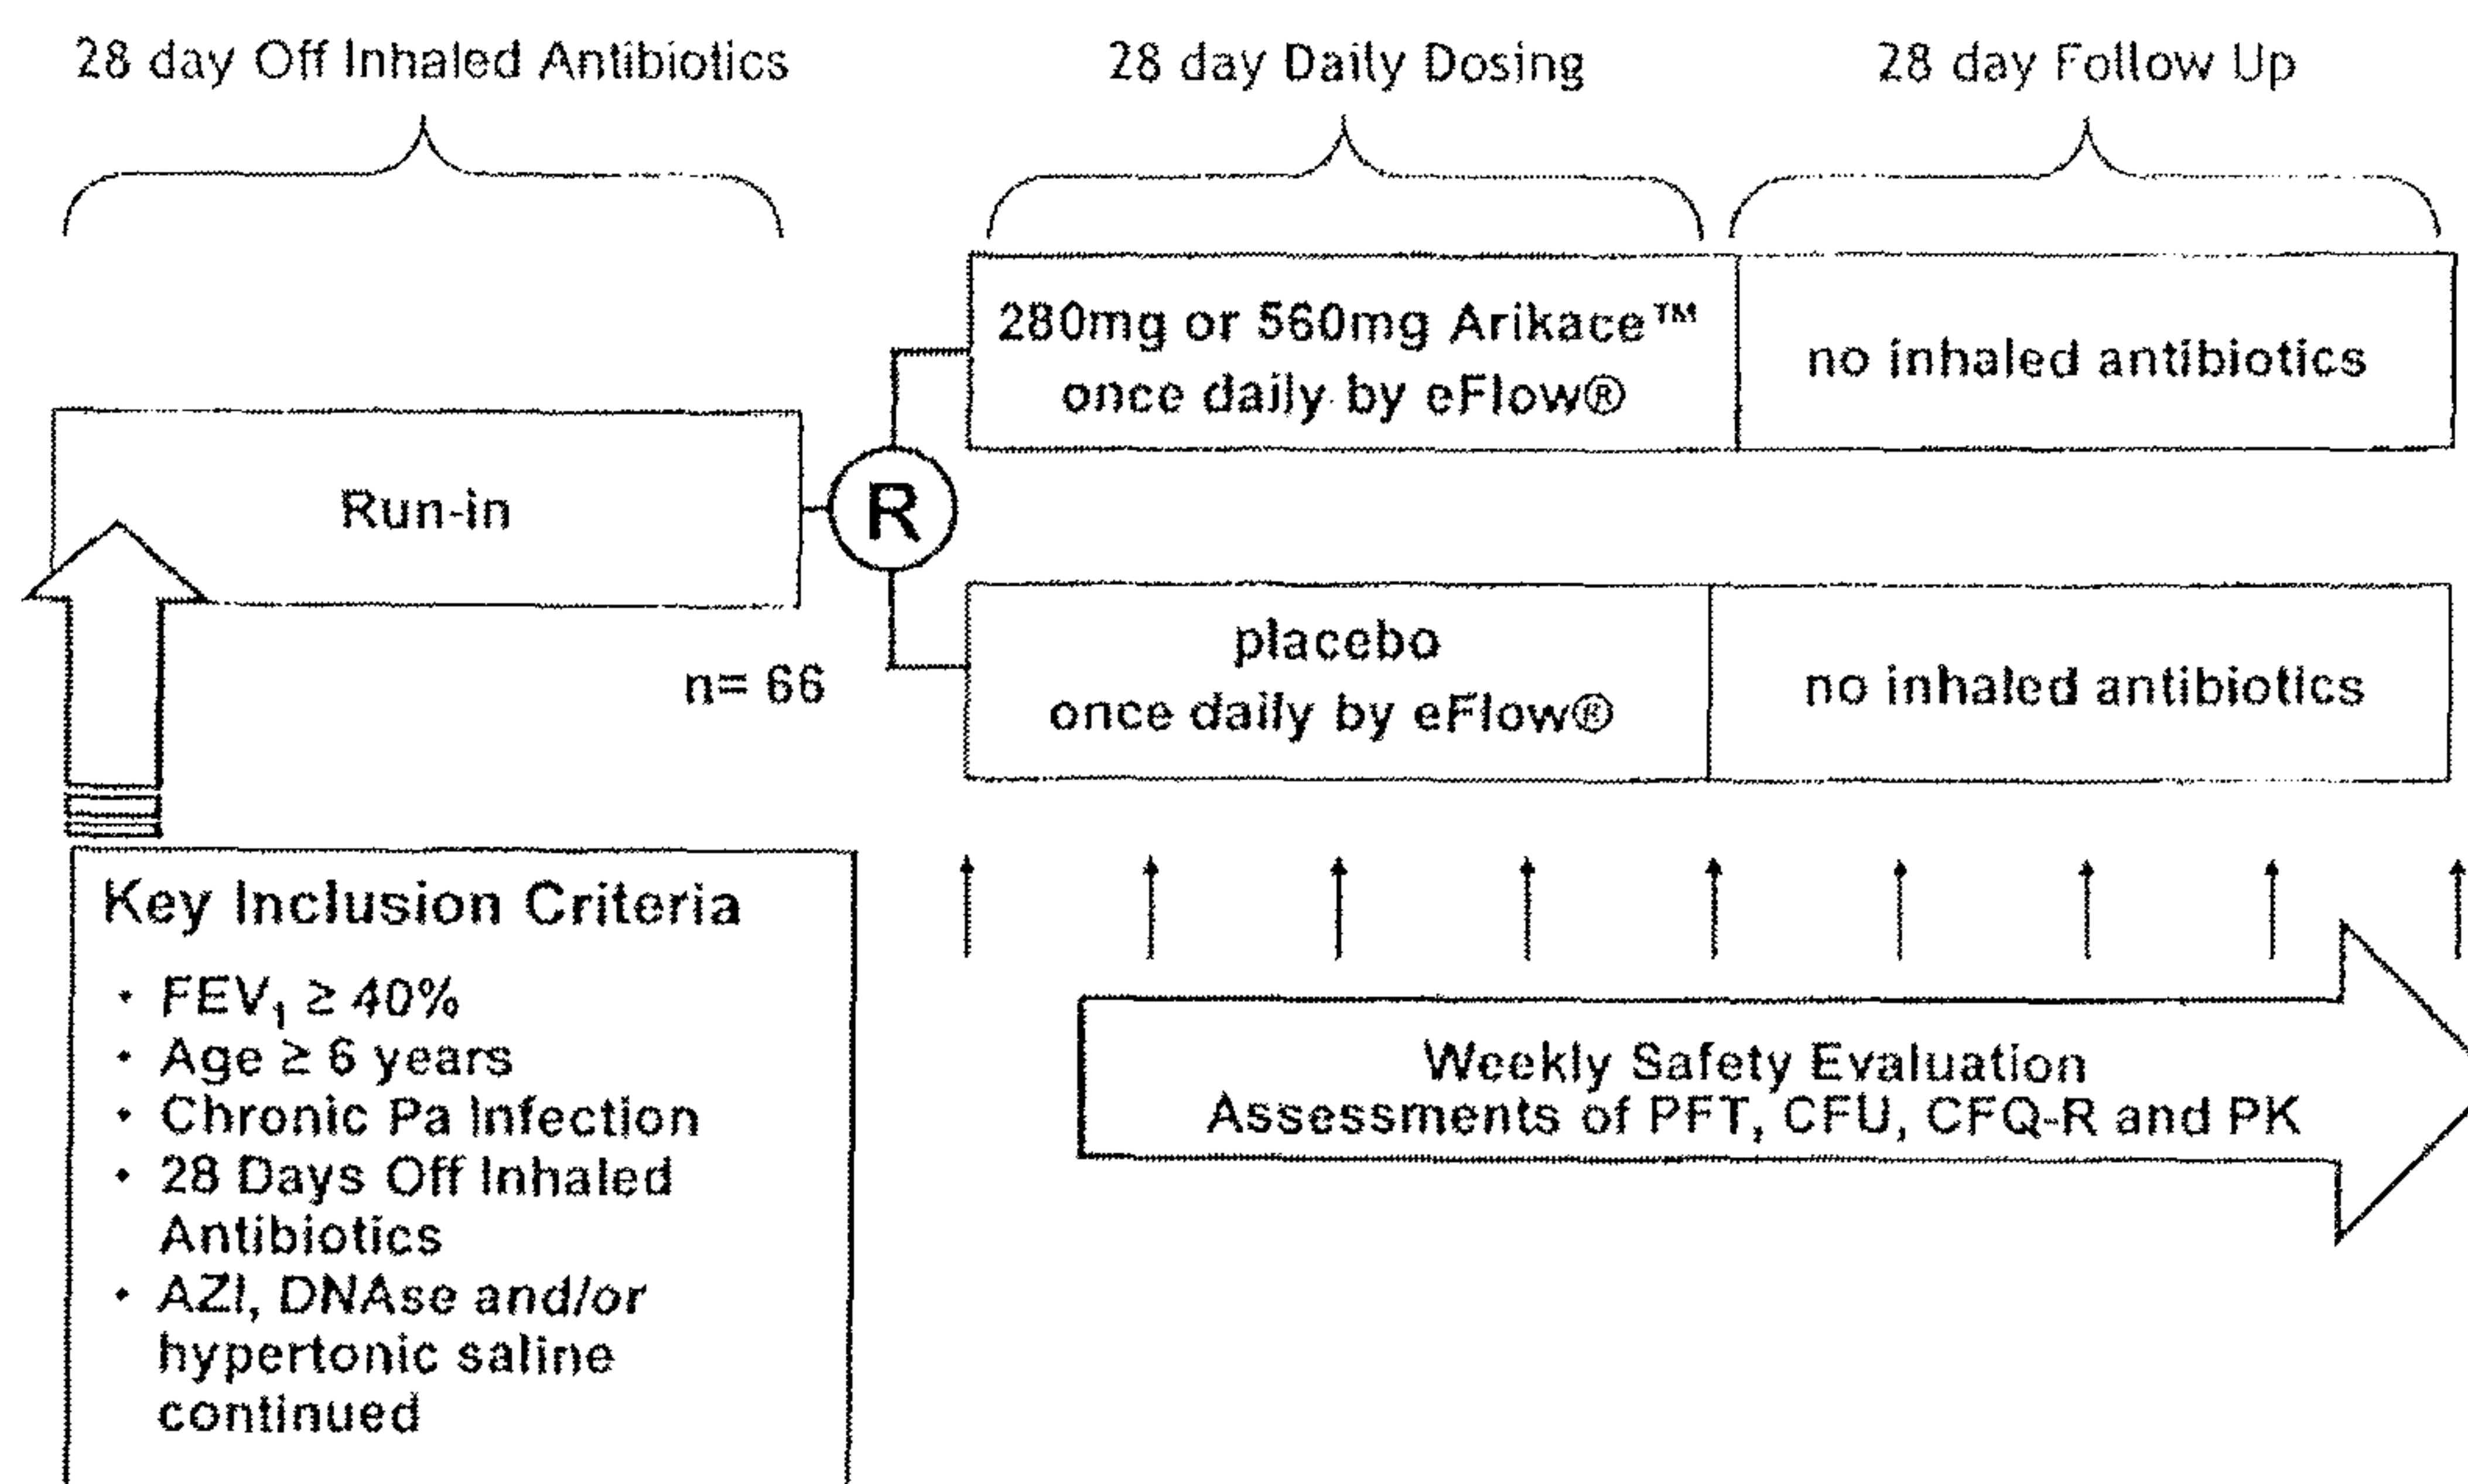 28 day Off Inhaled Antibiotics
28 day Daily Dosing
28 day Follow Up
280mg or 560mg Arikace™
once daily by eFlow®
no inhaled antibiotics
Run-in
R
n= 66
placebo
once daily by eFlow®
no inhaled antibiotics
Key Inclusion Criteria
• FEV₁ ≥ 40%
• Age ≥ 6 years
• Chronic Pa Infection
• 28 Days Off Inhaled
Antibiotics
• AZI, DNAse and/or
hypertonic saline
continued
Weekly Safety Evaluation
Assessments of PFT, CFU, CFQ-R and PK